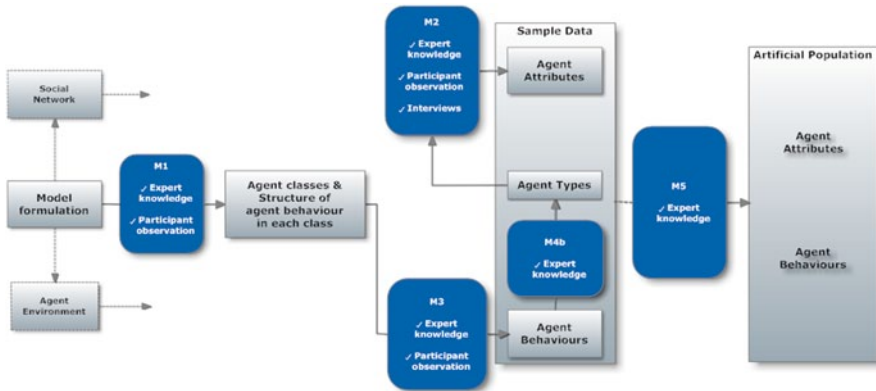 Social
Network
Model
formulation
Agent
Environment
M1
✓ Expert
knowledge
✓ Participant
observation
Agent classes &
Structure of
agent behaviour
in each class
M2
✓ Expert
knowledge
✓ Participant
observation
✓ Interviews
M3
✓ Expert
knowledge
✓ Participant
observation
Sample Data
Agent
Attributes
Agent Types
M4b
✓ Expert
knowledge
Agent
Behaviours
M5
✓ Expert
knowledge
Artificial Population
Agent
Attributes
Agent
Behaviours